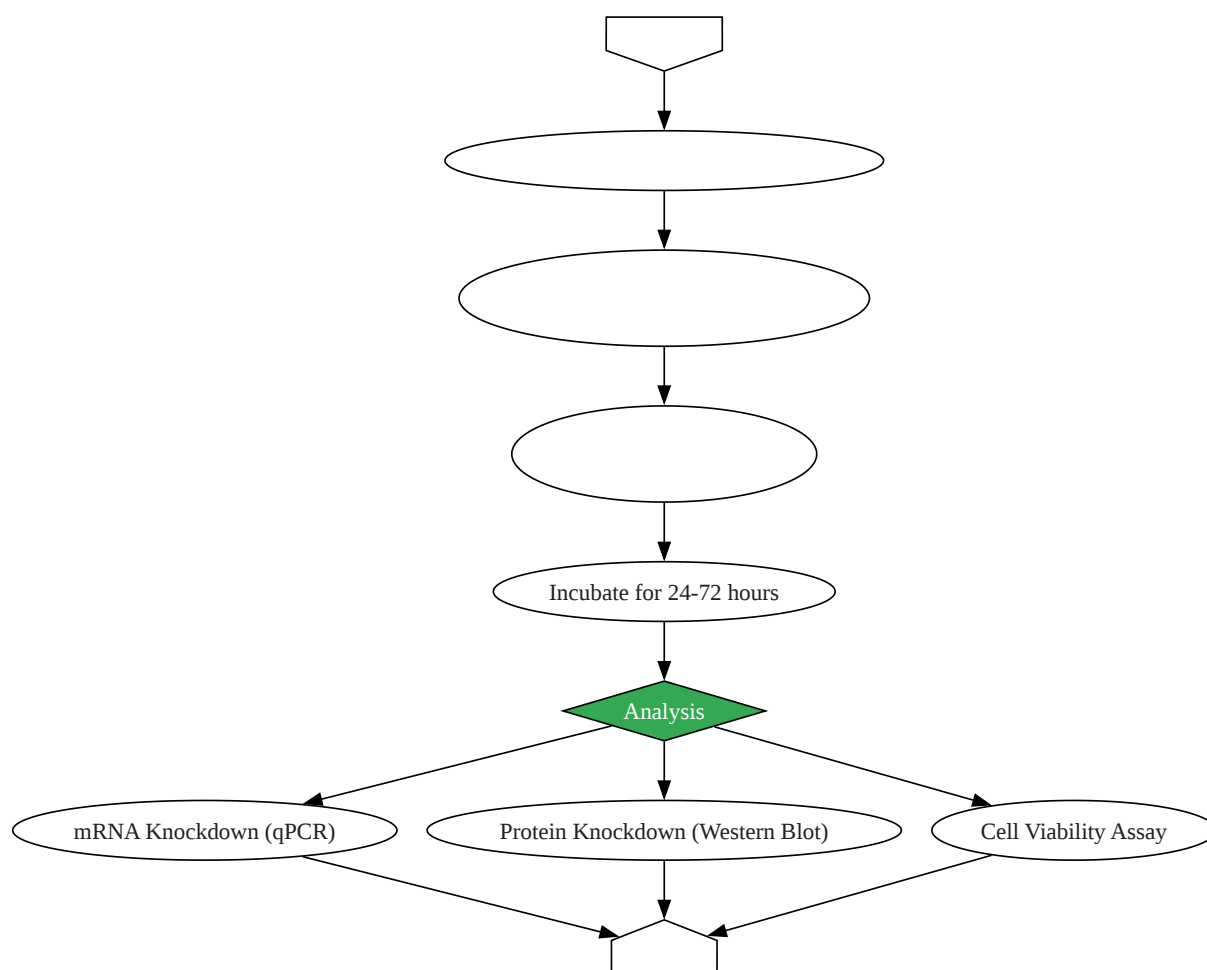 Incubate for 24-72 hours
Analysis
mRNA Knockdown (qPCR)
Protein Knockdown (Western Blot)
Cell Viability Assay